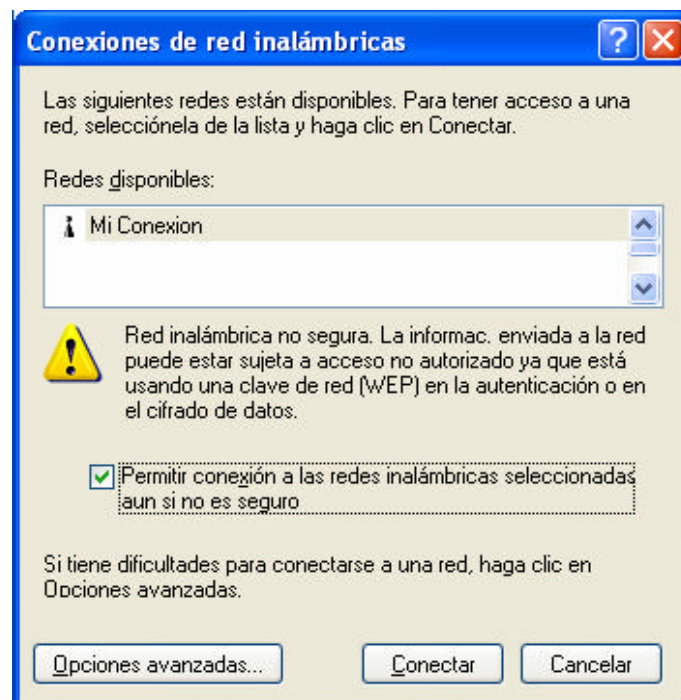 Conexiones de red inalámbricas
Las siguientes redes están disponibles. Para tener acceso a una
red, selecciónela de la lista y haga clic en Conectar.
Redes disponibles:
Mi Conexion
Red inalámbrica no segura. La informac. enviada a la red
puede estar sujeta a acceso no autorizado ya que está
usando una clave de red (WEP) en la autenticación o en
el cifrado de datos.
Permitir conexión a las redes inalámbricas seleccionadas
aun si no es seguro
Si tiene dificultades para conectarse a una red, haga clic en
Opciones avanzadas.
Opciones avanzadas...
Conectar
Cancelar